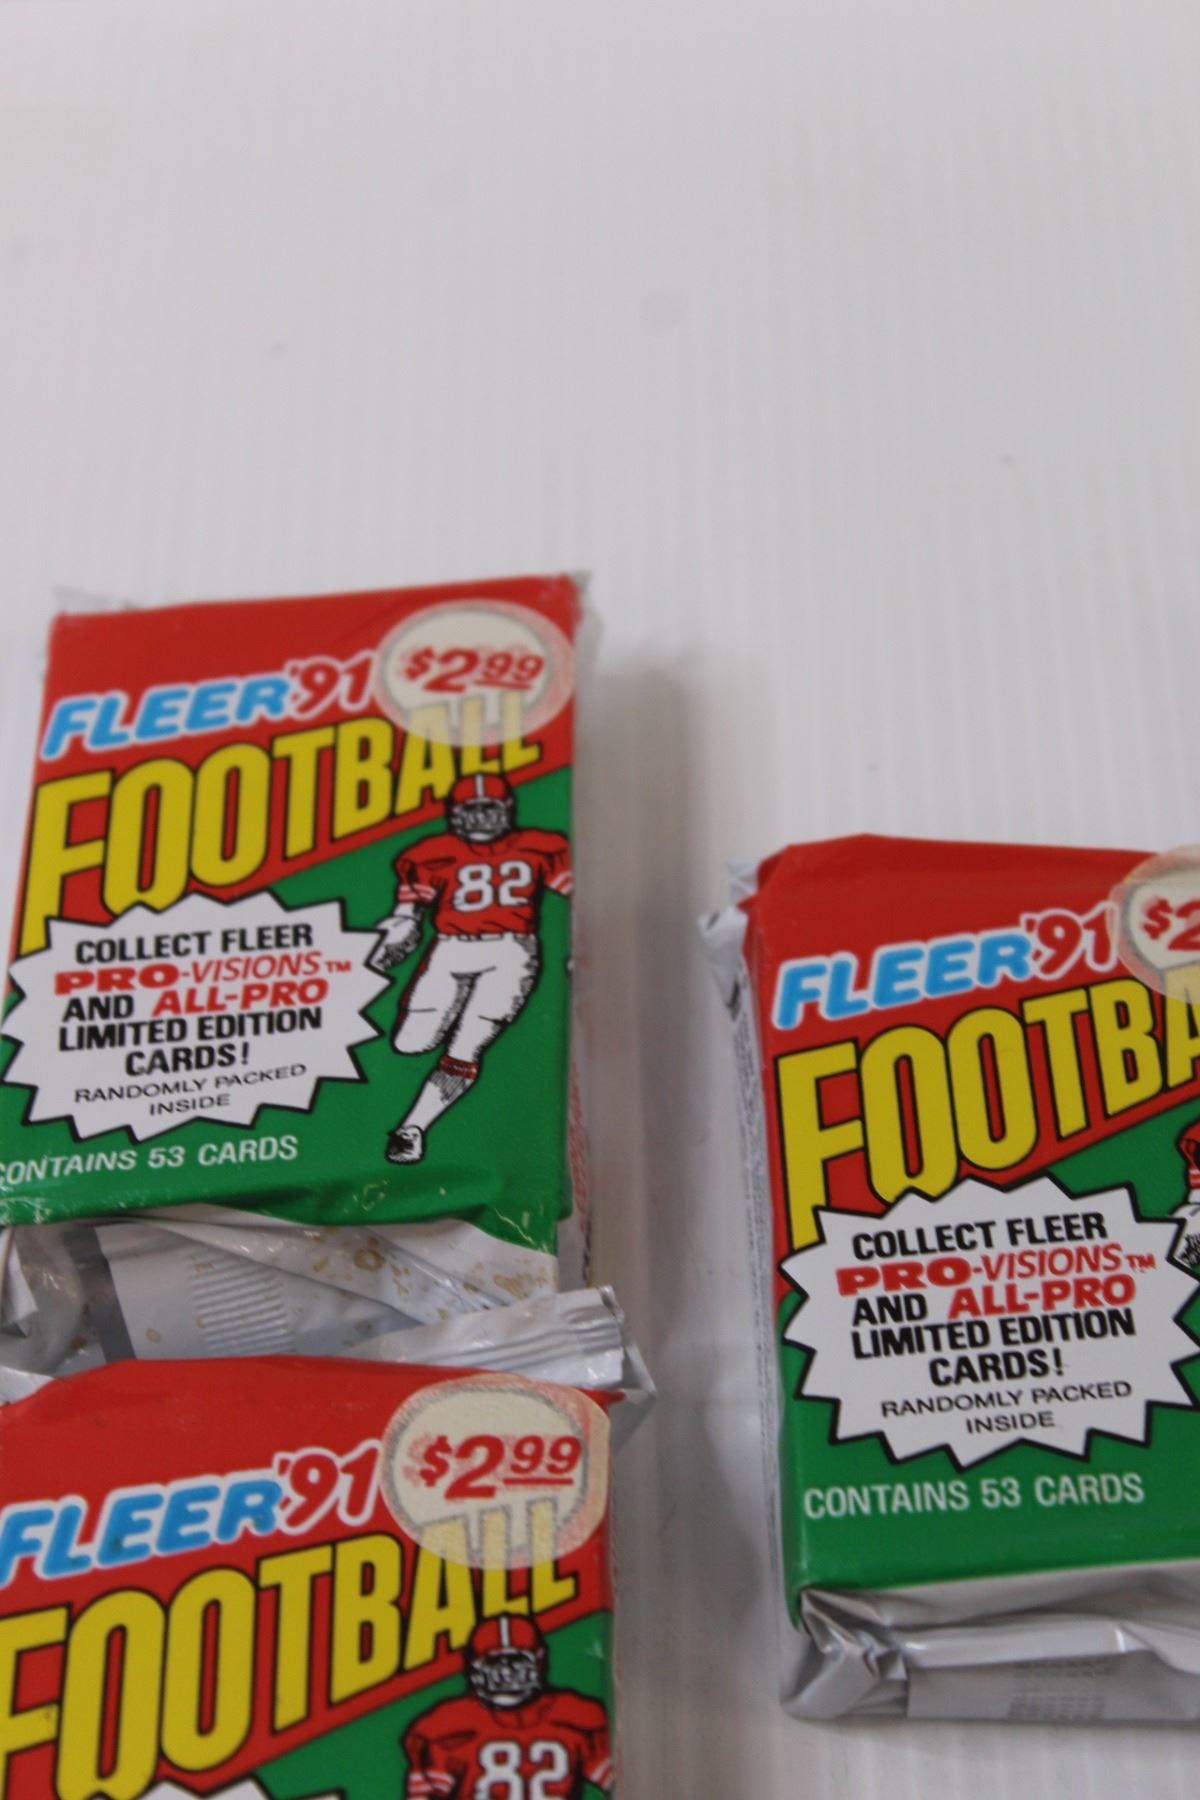 FLEER '91 $2.99
FOOTBALL
82
COLLECT FLEER
PRO-VISIONS™
AND ALL-PRO
LIMITED EDITION
CARDS!
RANDOMLY PACKED
INSIDE
CONTAINS 53 CARDS
FLEER '91 $2
FOOTBA
COLLECT FLEER
PRO-VISIONS™
AND ALL-PRO
LIMITED EDITION
CARDS!
RANDOMLY PACKED
INSIDE
CONTAINS 53 CARDS
FLEER '91 $2.99
FOOTBALL
82